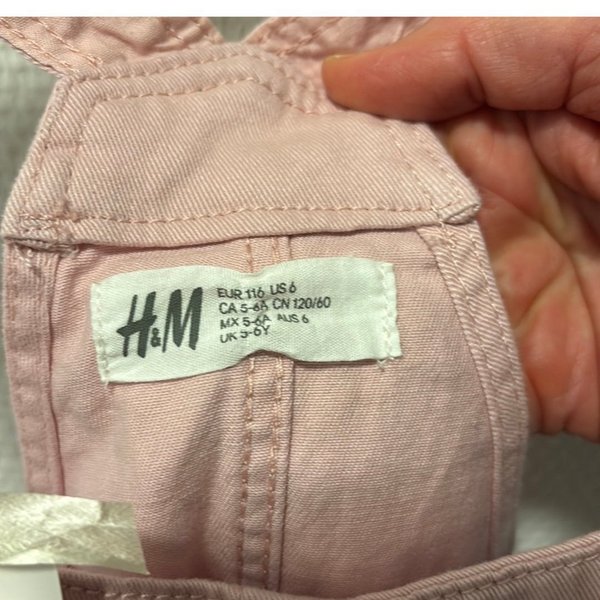 H&M
EUR 116 US 6
CA 5-6A CN 120/60
MX 5-6A AUS 6
UK 5-6Y